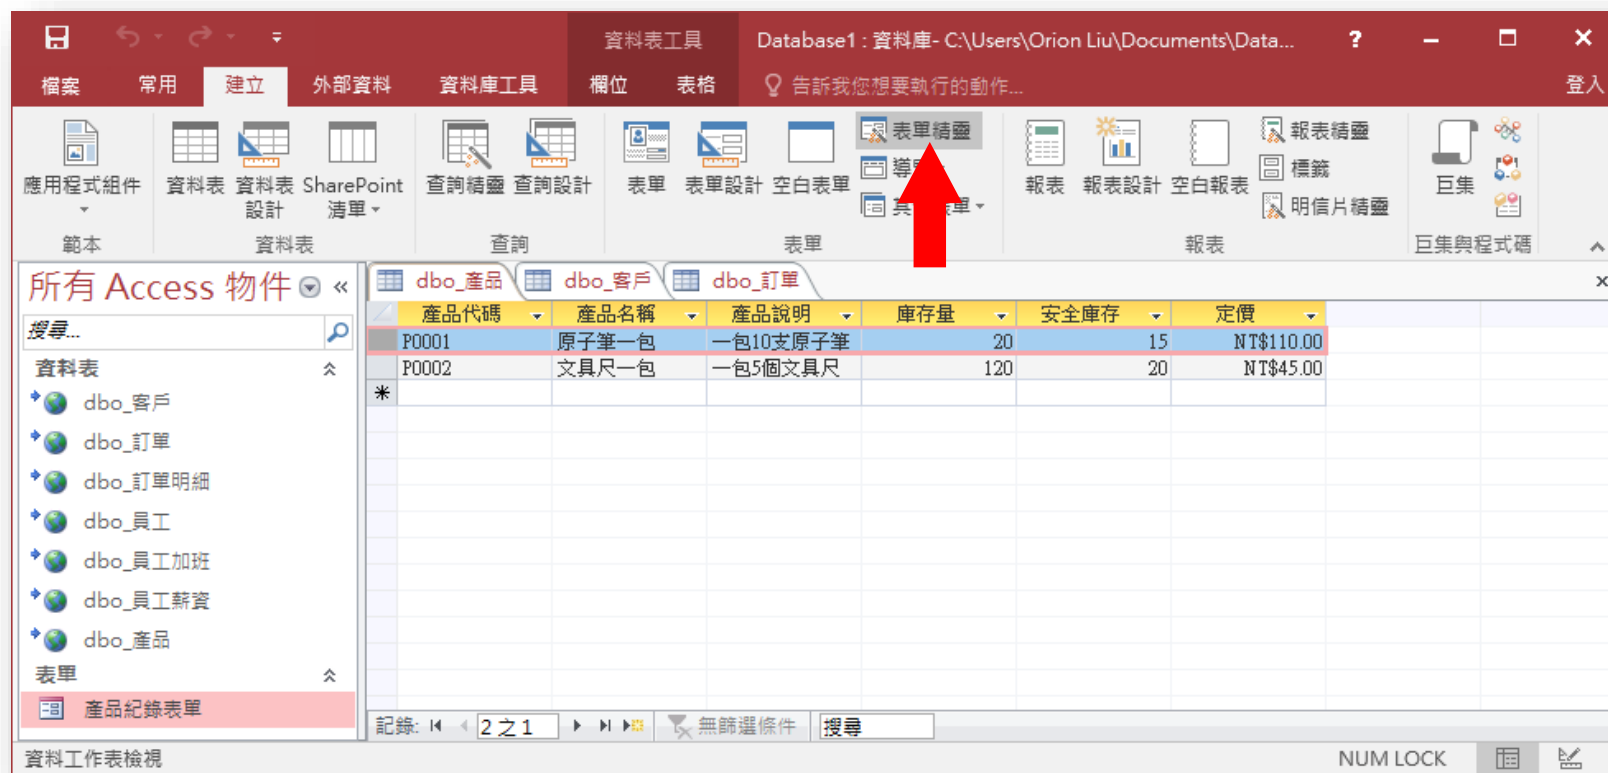 資料表工具
Database1 : 資料庫- C:\Users\Orion Liu\Documents\Data...
?
檔案 常用 建立 外部資料 資料庫工具 欄位 表格 告訴我您想要執行的動作... 登入
表單精靈 報表精靈
標籤
應用程式組件 資料表 資料表設計 SharePoint 清單 查詢精靈 查詢設計 表單 表單設計 空白表單 報表 報表設計 空白報表 巨集
明信片精靈
範本 資料表 查詢 表單 報表 巨集與程式碼
所有 Access 物件 «
搜尋...
資料表
dbo_客戶
dbo_訂單
dbo_訂單明細
dbo_員工
dbo_員工加班
dbo_員工薪資
dbo_產品
表單
產品紀錄表單
dbo_產品 dbo_客戶 dbo_訂單
產品代碼 產品名稱 產品說明 庫存量 安全庫存 定價
P0001 原子筆一包 一包10支原子筆 20 15 NT$110.00
P0002 文具尺一包 一包5個文具尺 120 20 NT$45.00
記錄: 2 之 1 無篩選條件 搜尋
資料工作表檢視 NUM LOCK